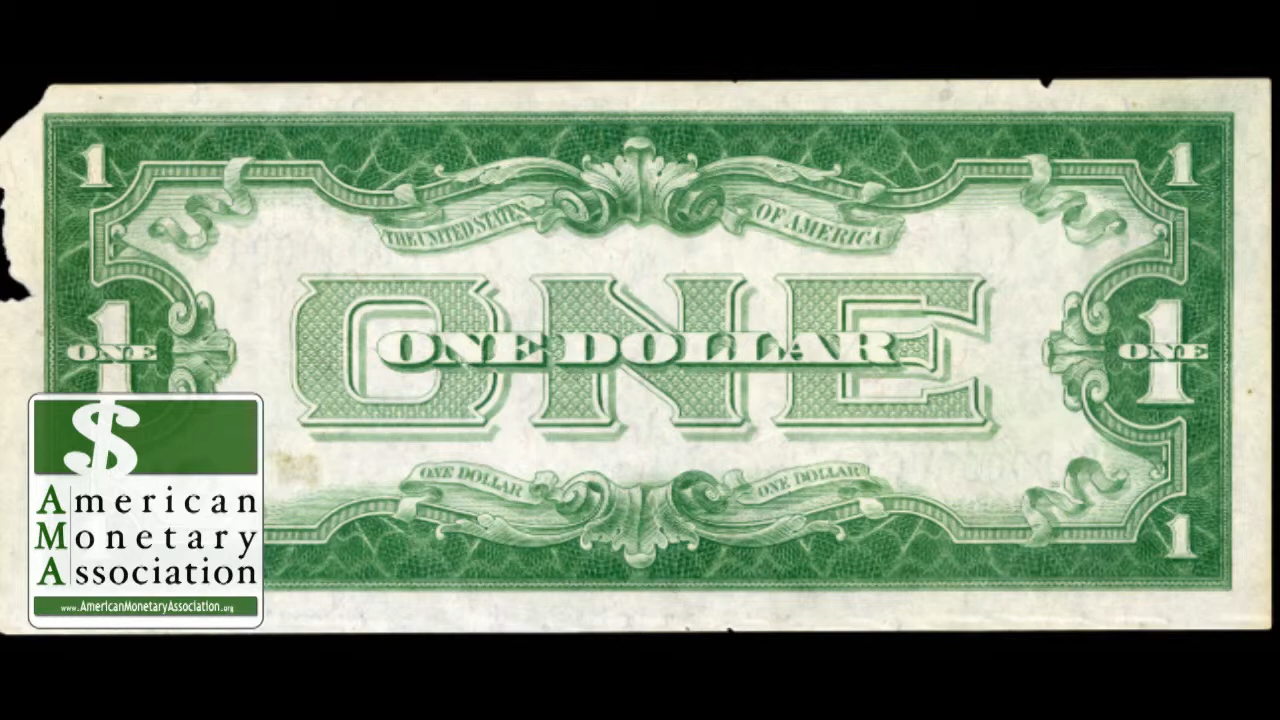 1
1
THE UNITED STATES
OF AMERICA
ONE
ONE DOLLAR
ONE
1
ONE
1
ONE DOLLAR
ONE DOLLAR
1
$
American
Monetary
Association
www.AmericanMonetaryAssociation.org